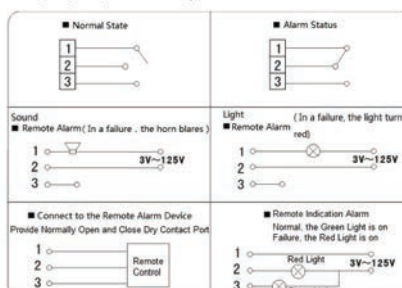 ■ Normal State
1
2
3
■ Alarm Status
1
2
3
Sound
■ Remote Alarm ( In a failure . the horn blares )
1
2
3
3V～125V
Light ( In a failure, the light turn
■ Remote Alarm red)
1
2
3
3V～125V
■ Connect to the Remote Alarm Device
Provide Normally Open and Close Dry Contact Port
1
2
3
Remote
Control
■ Remote Indication Alarm
Normal, the Green Light is on
Failure, the Red Light is on
1
2
3
Red Light
3V～125V